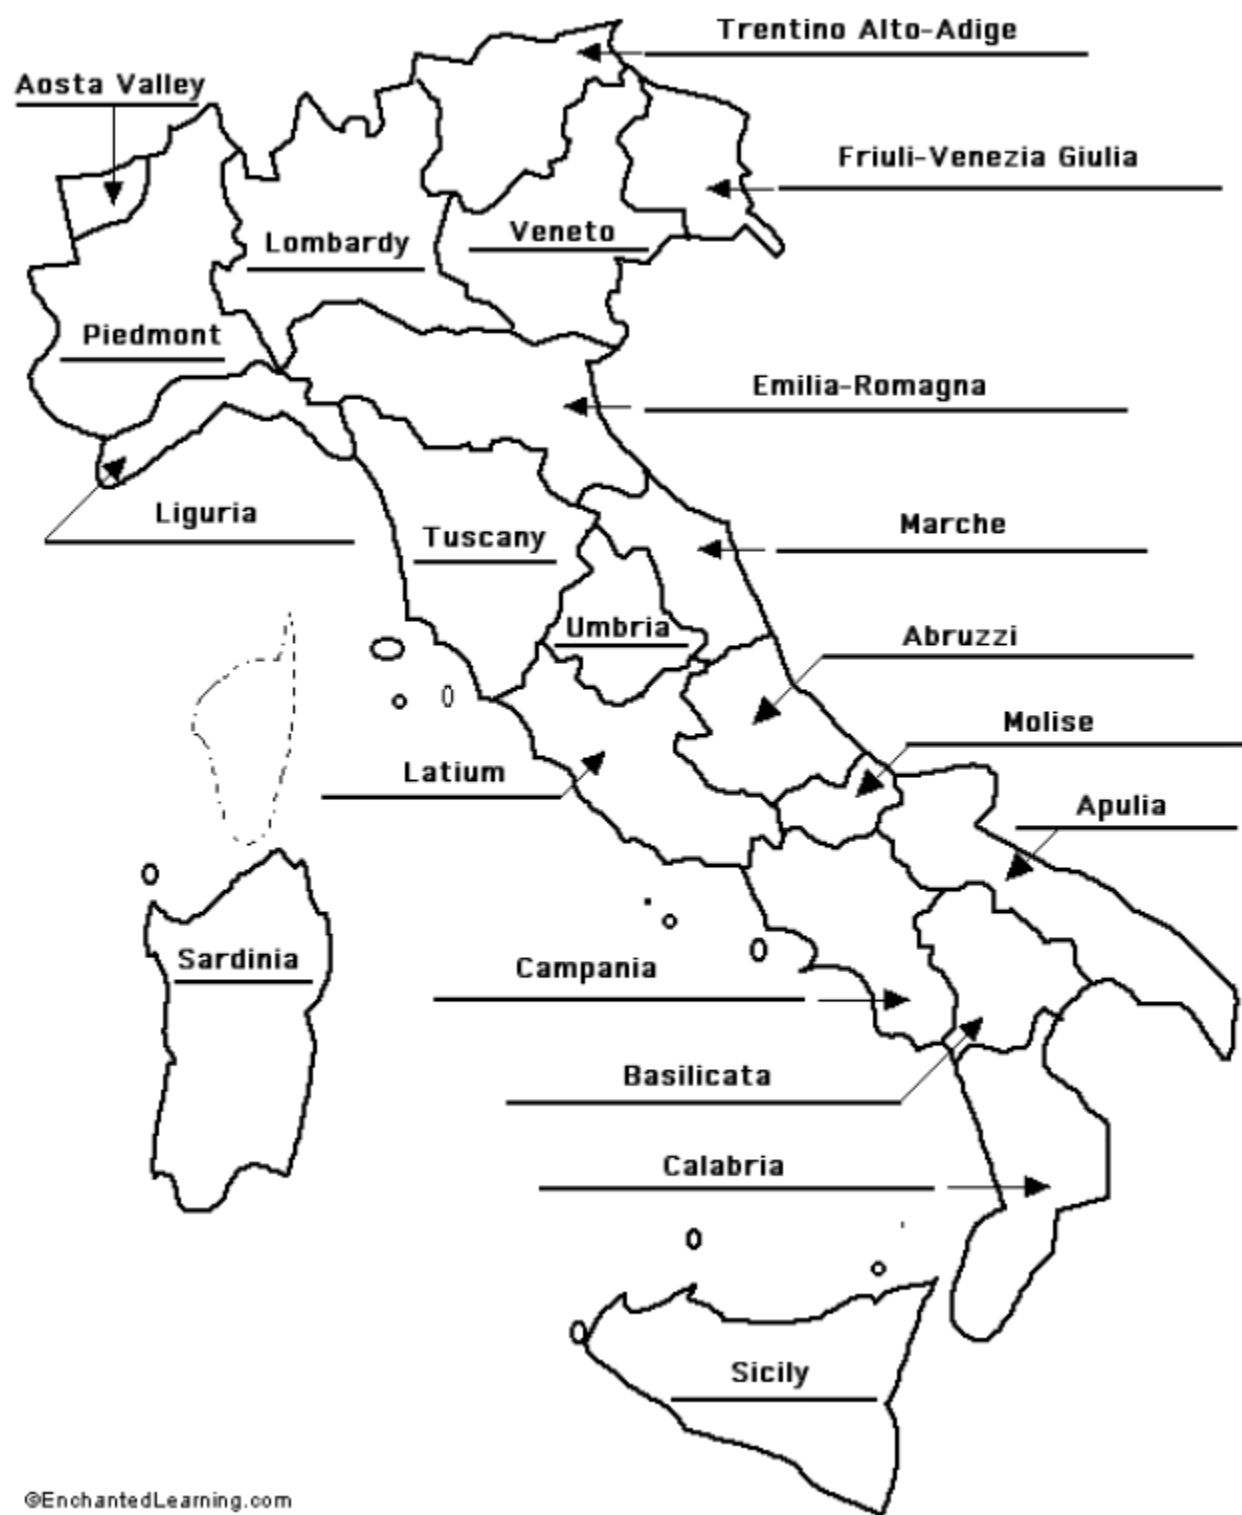 Trentino Alto-Adige
Aosta Valley
Friuli-Venezia Giulia
Veneto
Lombardy
Piedmont
Emilia-Romagna
Liguria
Marche
Tuscany
Umbria
Abruzzi
Molise
Latium
Apulia
Sardinia
Campania
Basilicata
Calabria
Sicily
©EnchantedLearning.com